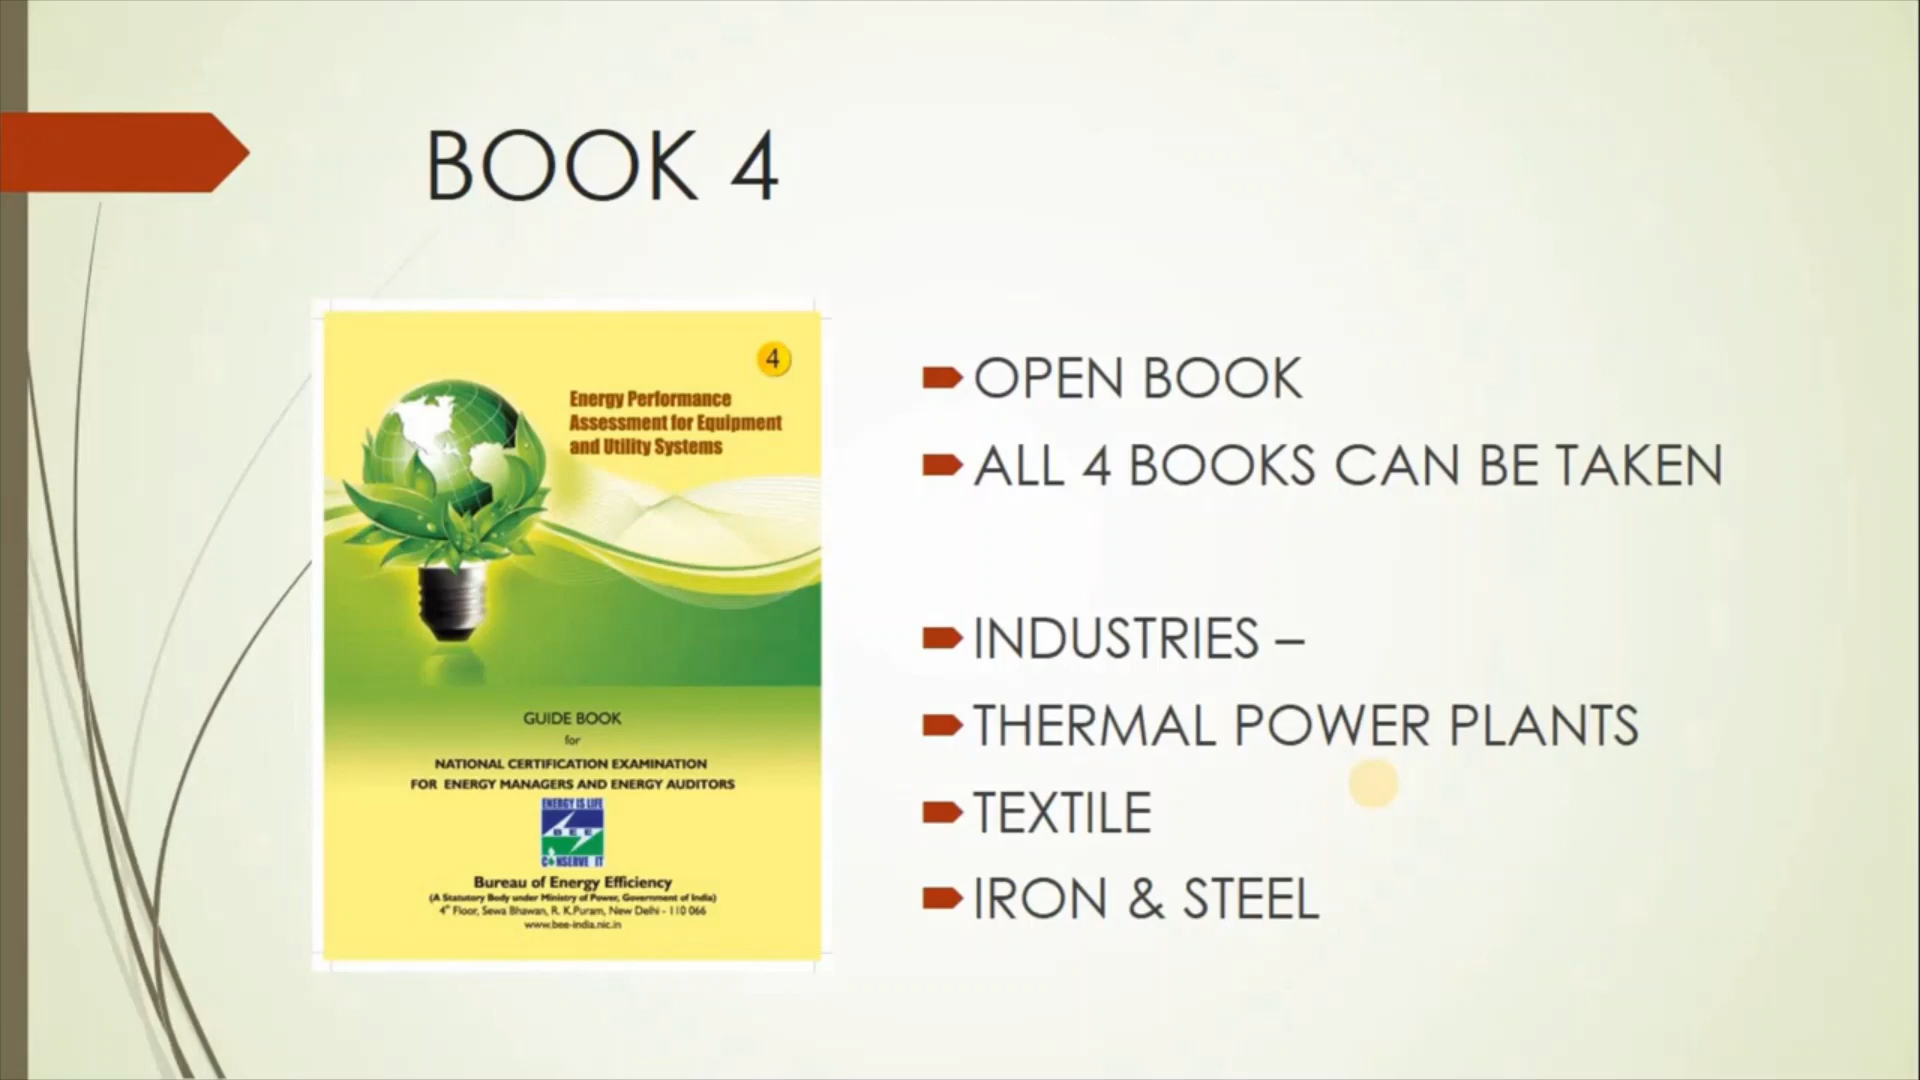 BOOK 4
4
Energy Performance
Assessment for Equipment
and Utility Systems
GUIDE BOOK
for
NATIONAL CERTIFICATION EXAMINATION
FOR ENERGY MANAGERS AND ENERGY AUDITORS
ENERGY IS LIFE
BEE
CONSERVE IT
Bureau of Energy Efficiency
(A Statutory Body under Ministry of Power, Government of India)
4th Floor, Sewa Bhawan, R. K.Puram, New Delhi - 110 066
www.bee-india.nic.in
OPEN BOOK
ALL 4 BOOKS CAN BE TAKEN
INDUSTRIES –
THERMAL POWER PLANTS
TEXTILE
IRON & STEEL